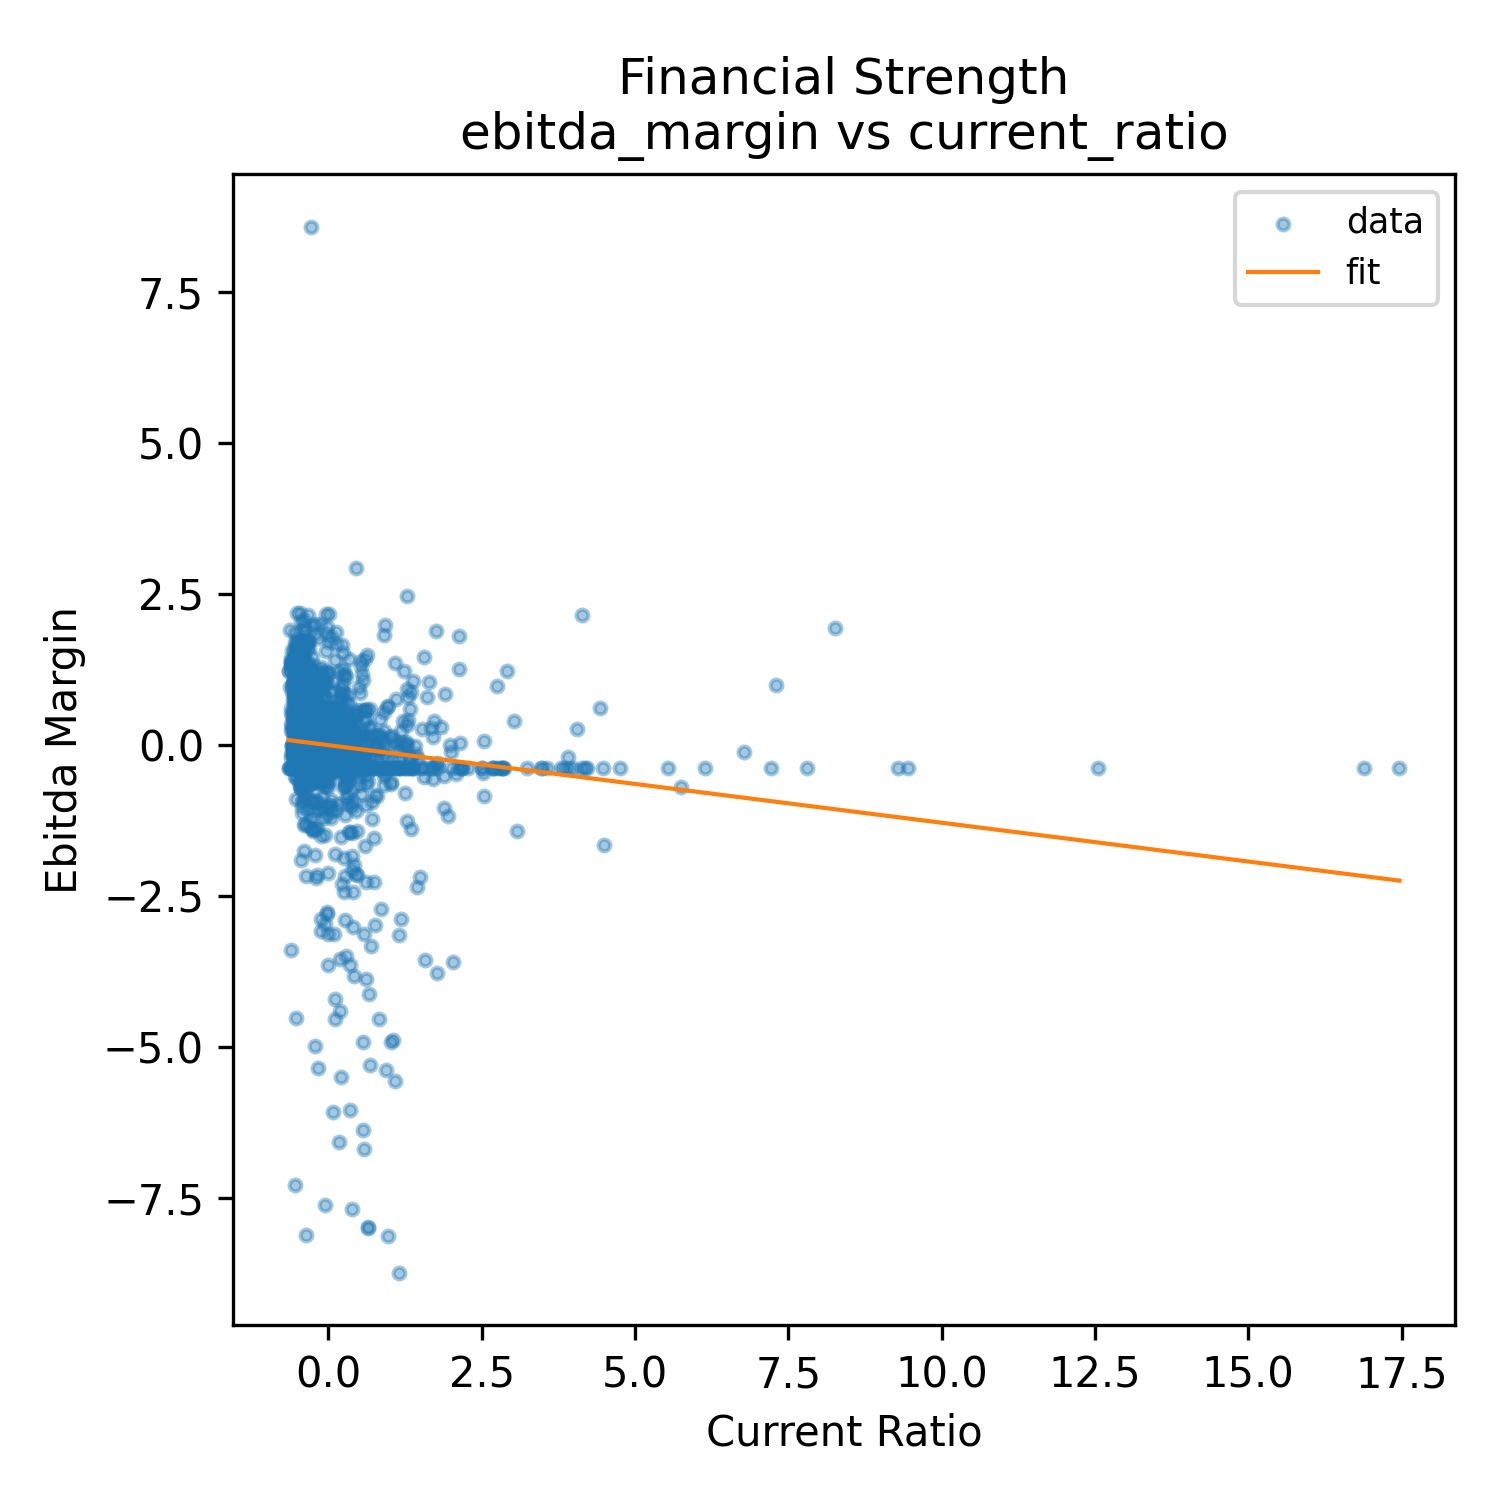 Financial Strength
ebitda_margin vs current_ratio
data
fit
7.5
5.0
2.5
0.0
−2.5
−5.0
−7.5
Ebitda Margin
0.0 2.5 5.0 7.5 10.0 12.5 15.0 17.5
Current Ratio